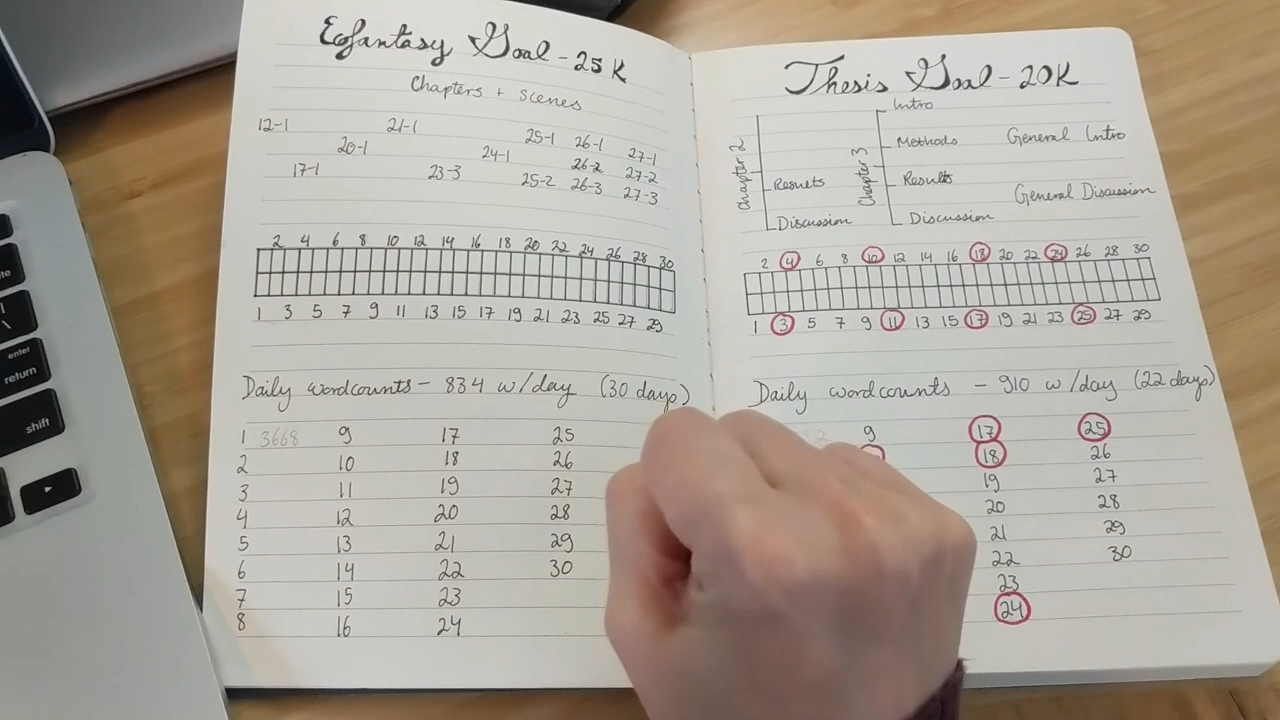 Ecofantasy Goal - 25K
Chapters + Scenes
12-1 21-1 25-1 26-1 27-1
20-1 24-1 26-2 27-2
17-1 23-3 25-2 26-3 27-3
2 4 6 8 10 12 14 16 18 20 22 24 26 28 30
1 3 5 7 9 11 13 15 17 19 21 23 25 27 29
Daily wordcounts - 834 w/day (30 days)
1 3668 9 17 25
2 10 18 26
3 11 19 27
4 12 20 28
5 13 21 29
6 14 22 30
7 15 23
8 16 24
Thesis Goal - 20K
Chapter 2
Results
Discussion
Chapter 3
Intro
Methods
Results
Discussion
General Intro
General Discussion
2 4 6 8 10 12 14 16 18 20 22 24 26 28 30
1 3 5 7 9 11 13 15 17 19 21 23 25 27 29
Daily wordcounts - 910 w/day (22 days)
9 17 25
18 26
19 27
20 28
21 29
22 30
23
24
enter
return
shift